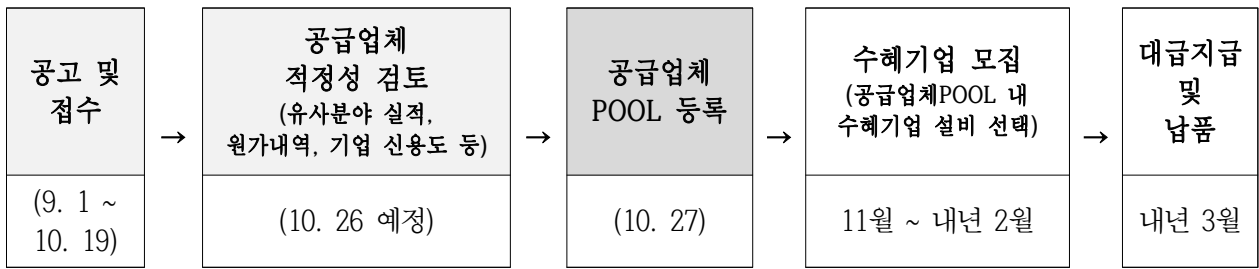 공고 및
접수
(9. 1 ~
10. 19)
→
공급업체
적정성 검토
(유사분야 실적,
원가내역, 기업 신용도 등)
(10. 26 예정)
→
공급업체
POOL 등록
(10. 27)
→
수혜기업 모집
(공급업체POOL 내
수혜기업 설비 선택)
11월 ~ 내년 2월
→
대급지급
및
납품
내년 3월